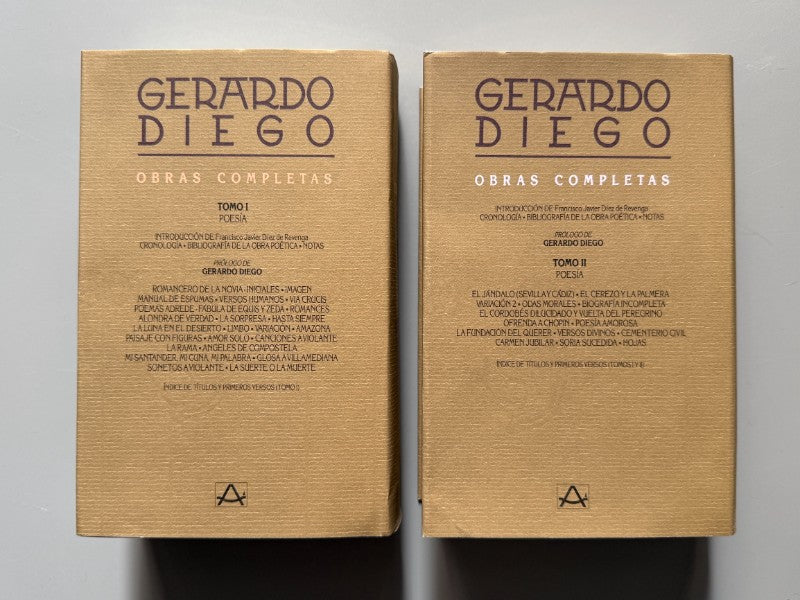 GERARDO
DIEGO
OBRAS COMPLETAS
TOMO I
POESÍA
INTRODUCCIÓN DE Francisco Javier Díez de Revenga
CRONOLOGÍA • BIBLIOGRAFÍA DE LA OBRA POÉTICA • NOTAS
PRÓLOGO DE
GERARDO DIEGO
ROMANCERO DE LA NOVIA • INICIALES • IMAGEN
MANUAL DE ESPUMAS • VERSOS HUMANOS • VIA CRUCIS
POEMAS ADREDE • FÁBULA DE EQUIS Y ZEDA • ROMANCES
ALONDRA DE VERDAD • LA SORPRESA • HASTA SIEMPRE
LA LUNA EN EL DESIERTO • LIMBO • VARIACIÓN • AMAZONA
PAISAJE CON FIGURAS • AMOR SOLO • CANCIONES A VIOLANTE
LA RAMA • ÁNGELES DE COMPOSTELA
MI SANTANDER, MI CUNA, MI PALABRA • GLOSA A VILLAMEDIANA
SONETOS A VIOLANTE • LA SUERTE O LA MUERTE
ÍNDICE DE TÍTULOS Y PRIMEROS VERSOS (TOMO I)
GERARDO
DIEGO
OBRAS COMPLETAS
INTRODUCCIÓN DE Francisco Javier Díez de Revenga
CRONOLOGÍA • BIBLIOGRAFÍA DE LA OBRA POÉTICA • NOTAS
PRÓLOGO DE
GERARDO DIEGO
TOMO II
POESÍA
EL JÁNDALO (SEVILLA Y CÁDIZ) • EL CEREZO Y LA PALMERA
VARIACIÓN 2 • ODAS MORALES • BIOGRAFÍA INCOMPLETA
EL CORDOBÉS DILUCIDADO Y VUELTA DEL PEREGRINO
OFRENDA A CHOPIN • POESÍA AMOROSA
LA FUNDACIÓN DEL QUERER • VERSOS DIVINOS • CEMENTERIO CIVIL
CARMEN JUBILAR • SORIA SUCEDIDA • HOJAS
ÍNDICE DE TÍTULOS Y PRIMEROS VERSOS (TOMOS I Y II)